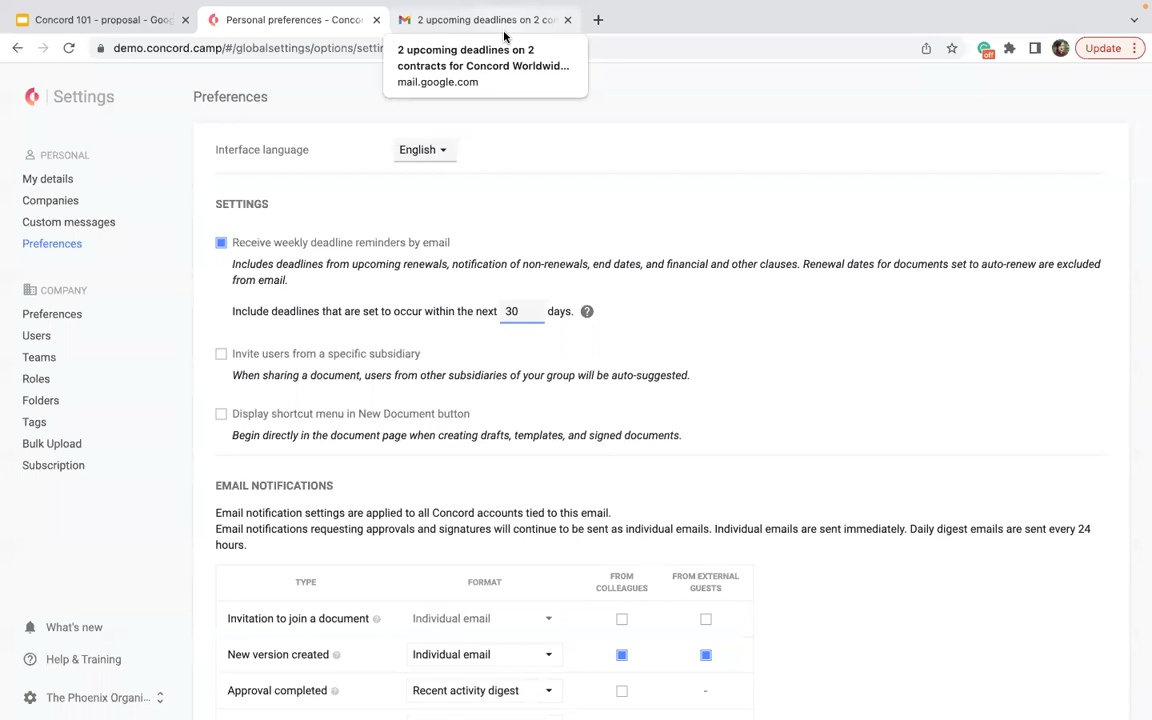 Concord 101 - proposal - Goog
Personal preferences - Conco
2 upcoming deadlines on 2 con
demo.concord.camp/#/globalsettings/options/settin
off
Update
2 upcoming deadlines on 2
contracts for Concord Worldwid...
mail.google.com
Settings
Preferences
PERSONAL
My details
Companies
Custom messages
Preferences
COMPANY
Preferences
Users
Teams
Roles
Folders
Tags
Bulk Upload
Subscription
What's new
Help & Training
The Phoenix Organi...
Interface language
English
SETTINGS
Receive weekly deadline reminders by email
Includes deadlines from upcoming renewals, notification of non-renewals, end dates, and financial and other clauses. Renewal dates for documents set to auto-renew are excluded
from email.
Include deadlines that are set to occur within the next 30 days. ?
Invite users from a specific subsidiary
When sharing a document, users from other subsidiaries of your group will be auto-suggested.
Display shortcut menu in New Document button
Begin directly in the document page when creating drafts, templates, and signed documents.
EMAIL NOTIFICATIONS
Email notification settings are applied to all Concord accounts tied to this email.
Email notifications requesting approvals and signatures will continue to be sent as individual emails. Individual emails are sent immediately. Daily digest emails are sent every 24
hours.
TYPE FORMAT FROM COLLEAGUES FROM EXTERNAL GUESTS
Invitation to join a document ? Individual email
New version created ? Individual email
Approval completed ? Recent activity digest -